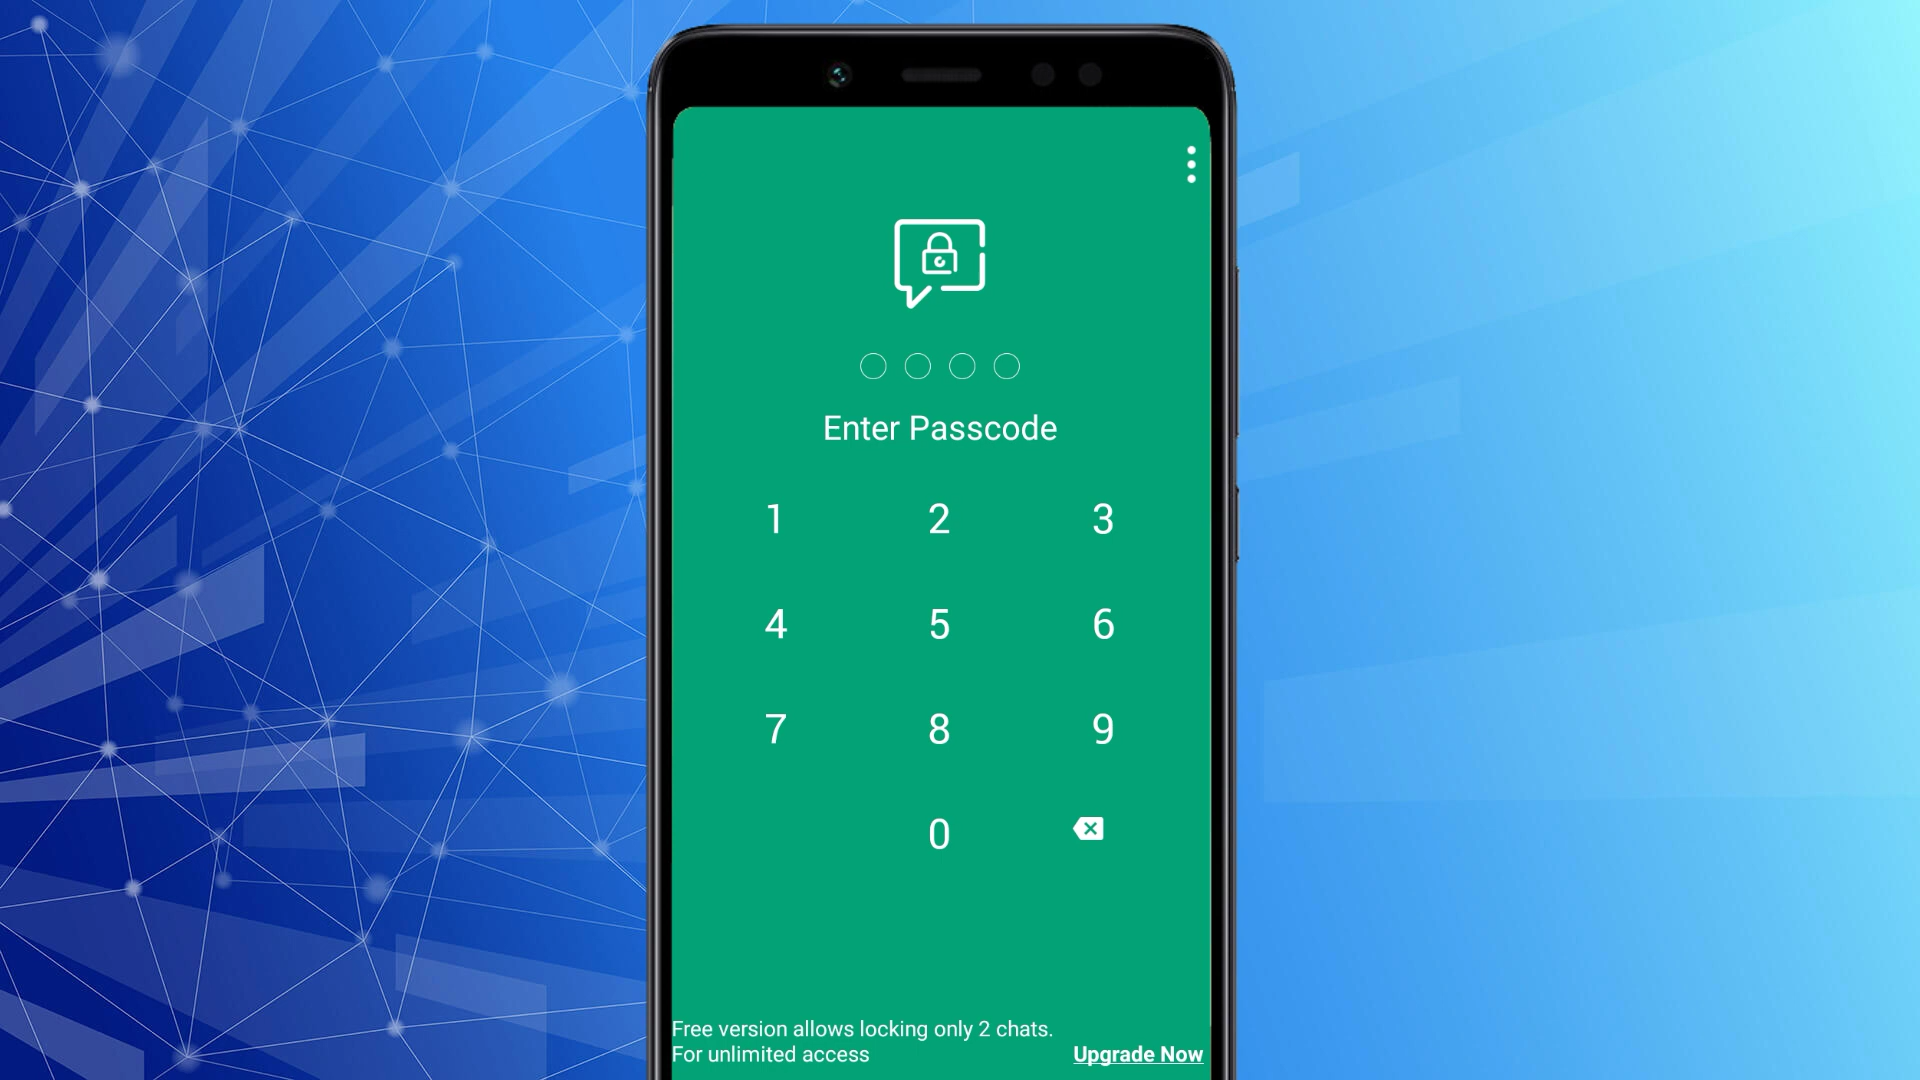 Enter Passcode
1 2 3
4 5 6
7 8 9
0
Free version allows locking only 2 chats.
For unlimited access Upgrade Now